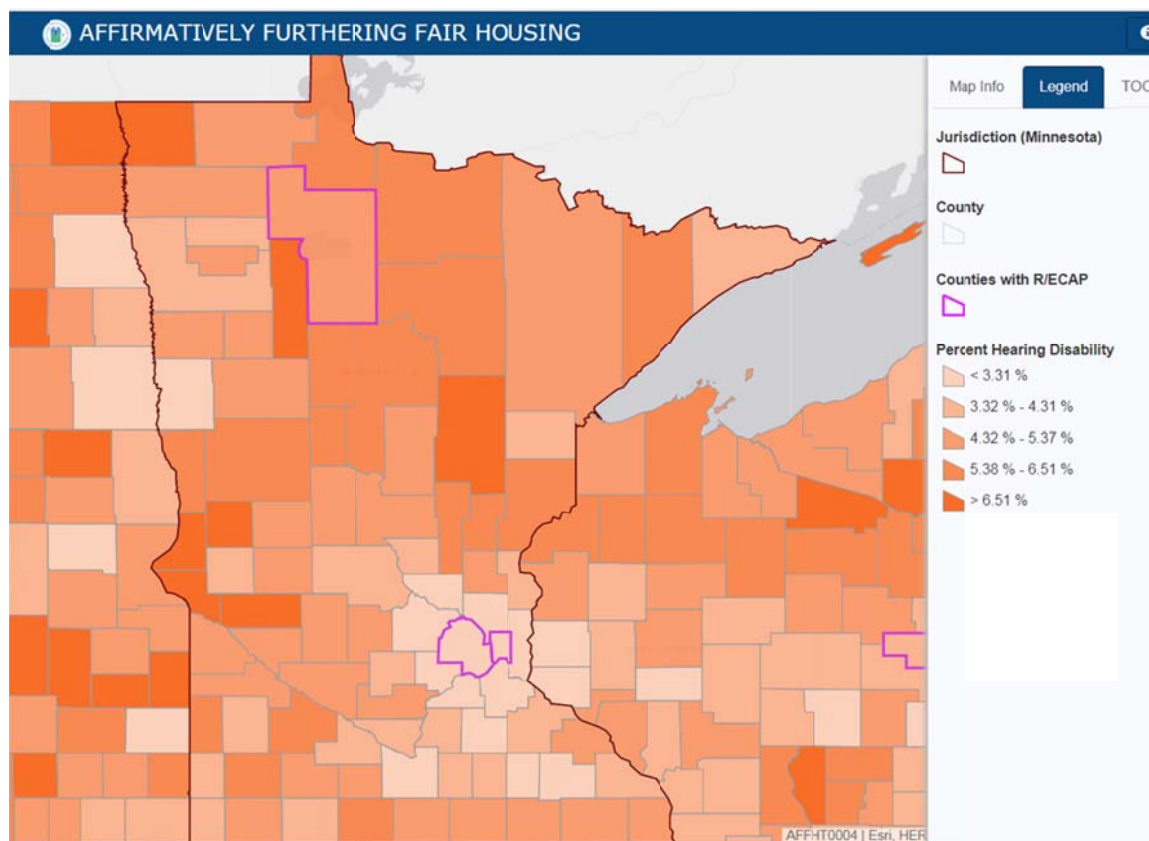 AFFIRMATIVELY FURTHERING FAIR HOUSING
Map Info Legend TOC
Jurisdiction (Minnesota)
County
Counties with R/ECAP
Percent Hearing Disability
< 3.31 %
3.32 % - 4.31 %
4.32 % - 5.37 %
5.38 % - 6.51 %
> 6.51 %
AFFHT0004 | Esri, HER